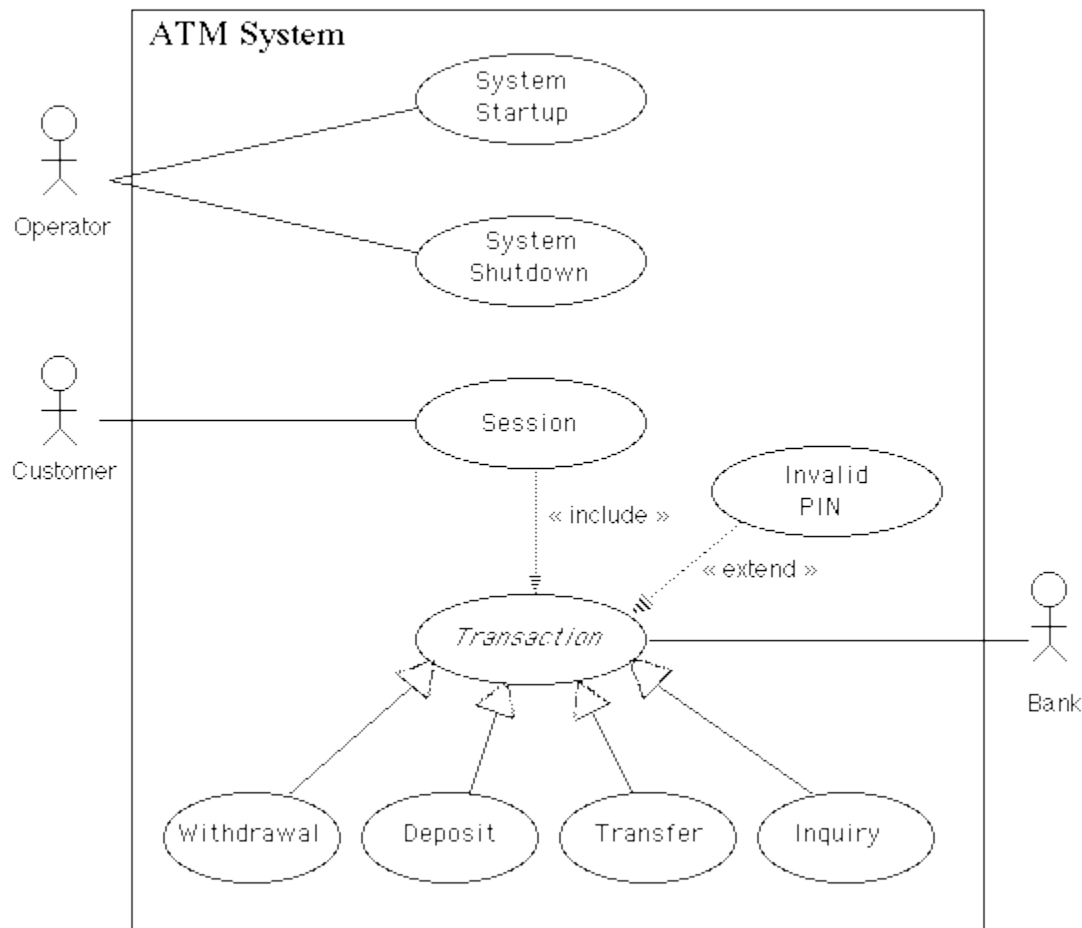 ATM System
System
Startup
Operator
System
Shutdown
Customer
Session
Invalid
PIN
« include »
« extend »
Transaction
Bank
Withdrawal
Deposit
Transfer
Inquiry